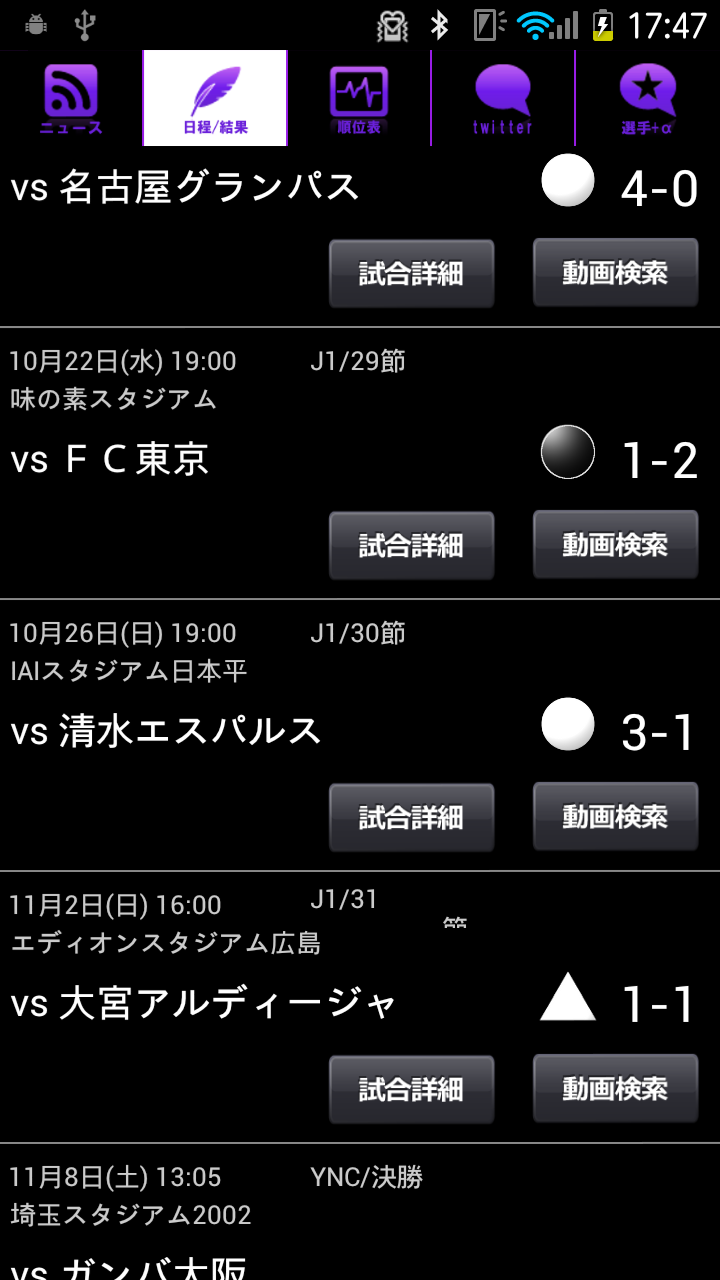 17:47
ニュース
日程/結果
順位表
twitter
選手+α
vs 名古屋グランパス 4-0
試合詳細 動画検索
10月22日(水) 19:00 J1/29節
味の素スタジアム
vs ＦＣ東京 1-2
試合詳細 動画検索
10月26日(日) 19:00 J1/30節
IAIスタジアム日本平
vs 清水エスパルス 3-1
試合詳細 動画検索
11月2日(日) 16:00 J1/31節
エディオンスタジアム広島
vs 大宮アルディージャ 1-1
試合詳細 動画検索
11月8日(土) 13:05 YNC/決勝
埼玉スタジアム2002
vs ガンバ大阪